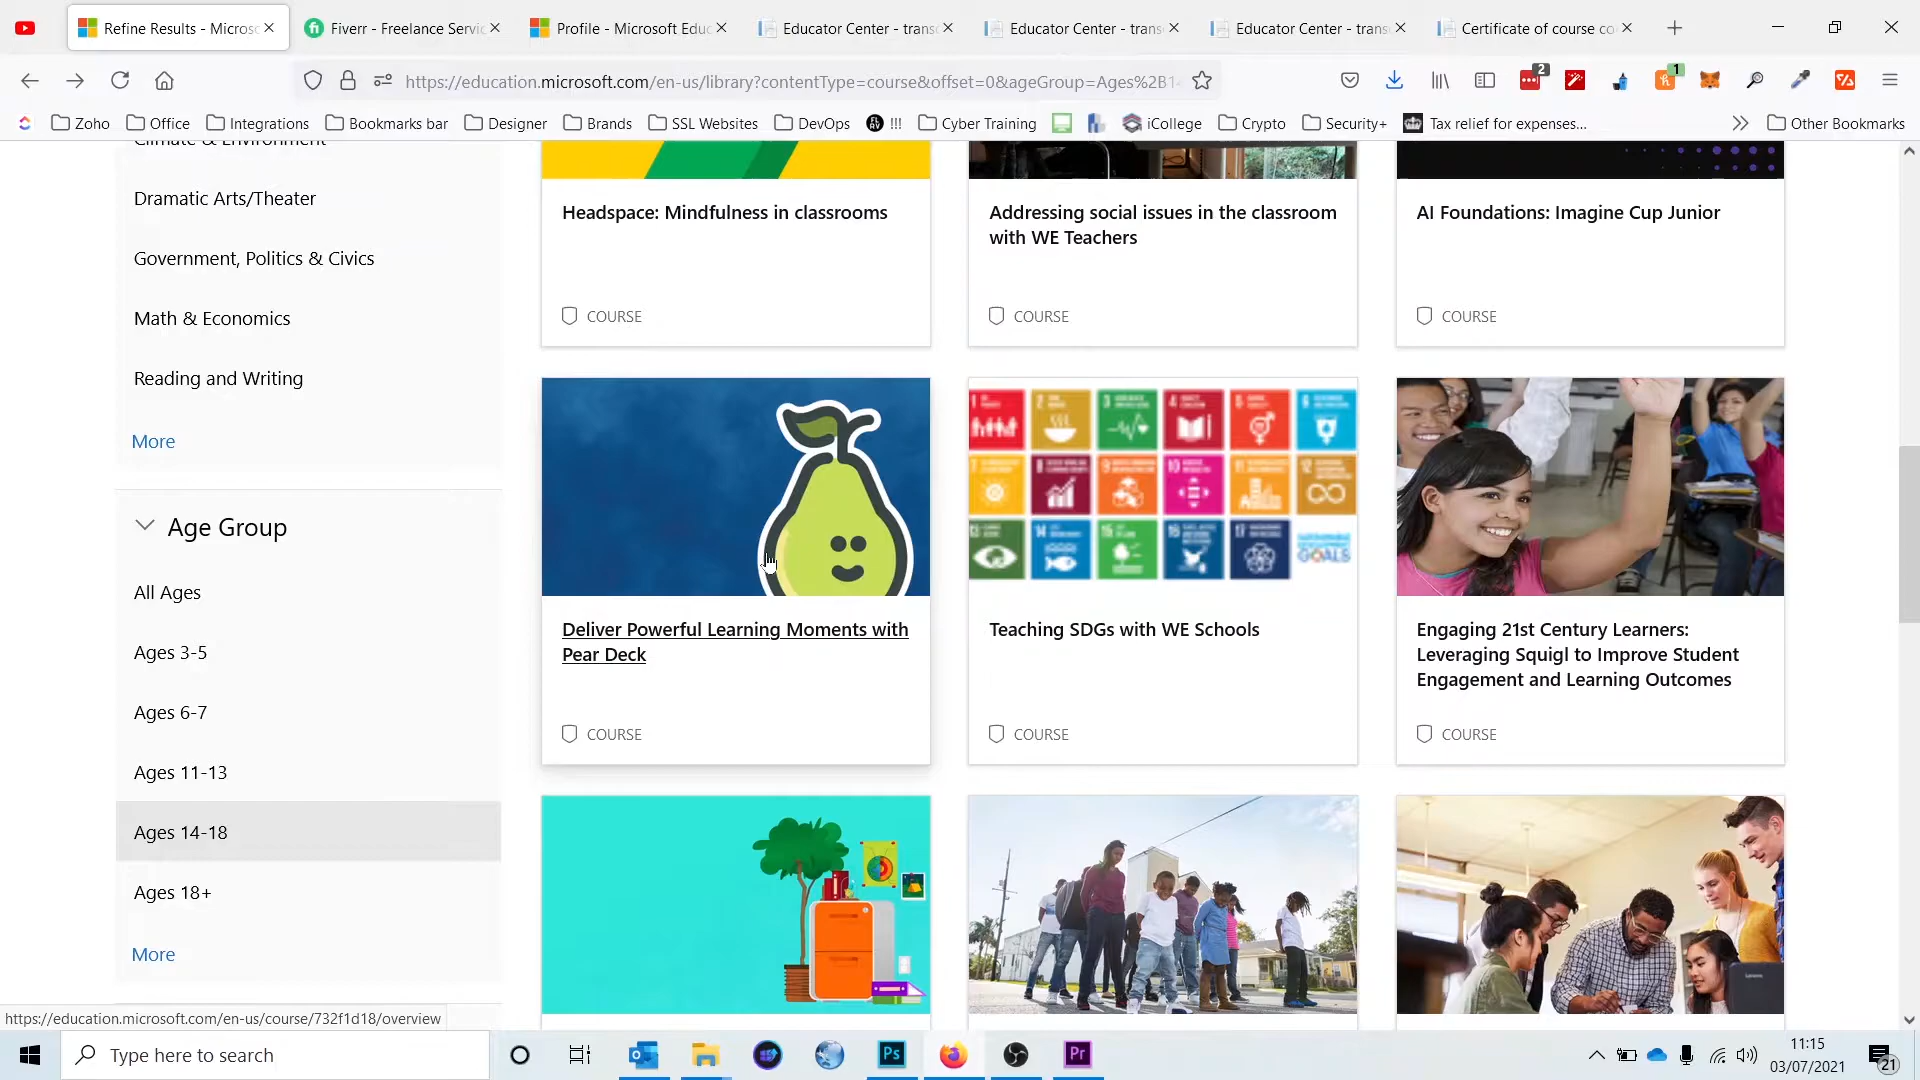 Refine Results - Micros
Fiverr - Freelance Servic
Profile - Microsoft Educ
Educator Center - trans
Educator Center - trans
Educator Center - trans
Certificate of course co
https://education.microsoft.com/en-us/library?contentType=course&offset=0&ageGroup=Ages%2B1
2
1
Zoho
Office
Integrations
Bookmarks bar
Designer
Brands
SSL Websites
DevOps
!!!
Cyber Training
iCollege
Crypto
Security+
Tax relief for expenses...
Other Bookmarks
Climate & Environment
Dramatic Arts/Theater
Government, Politics & Civics
Math & Economics
Reading and Writing
More
Age Group
All Ages
Ages 3-5
Ages 6-7
Ages 11-13
Ages 14-18
Ages 18+
More
Headspace: Mindfulness in classrooms
COURSE
Addressing social issues in the classroom
with WE Teachers
COURSE
AI Foundations: Imagine Cup Junior
COURSE
Deliver Powerful Learning Moments with
Pear Deck
COURSE
Teaching SDGs with WE Schools
COURSE
Engaging 21st Century Learners:
Leveraging Squigl to Improve Student
Engagement and Learning Outcomes
COURSE
https://education.microsoft.com/en-us/course/732f1d18/overview
Type here to search
Ps
Pr
11:15
03/07/2021
21